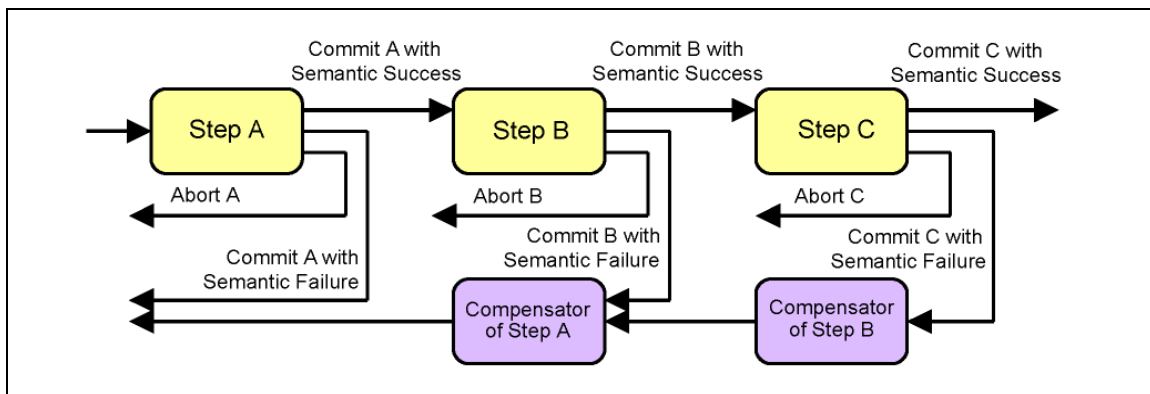 Commit A with
Semantic Success
Commit B with
Semantic Success
Commit C with
Semantic Success
Step A
Step B
Step C
Abort A
Abort B
Abort C
Commit A with
Semantic Failure
Commit B with
Semantic Failure
Commit C with
Semantic Failure
Compensator
of Step A
Compensator
of Step B